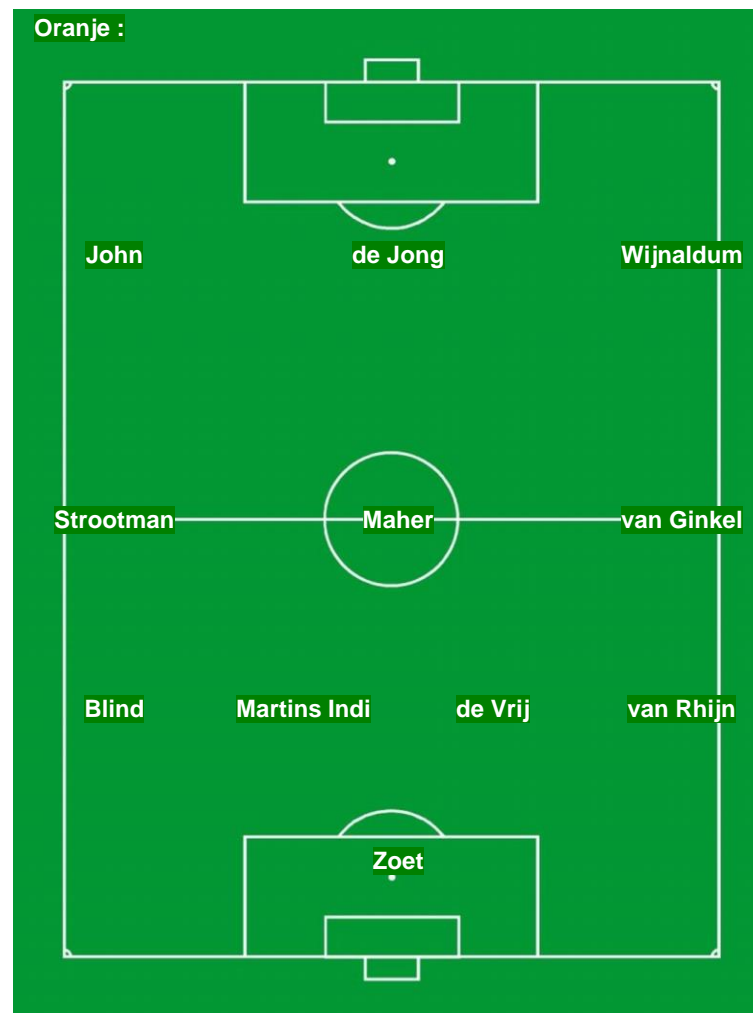 Oranje :
John de Jong Wijnaldum
Strootman Maher van Ginkel
Blind Martins Indi de Vrij van Rhijn
Zoet